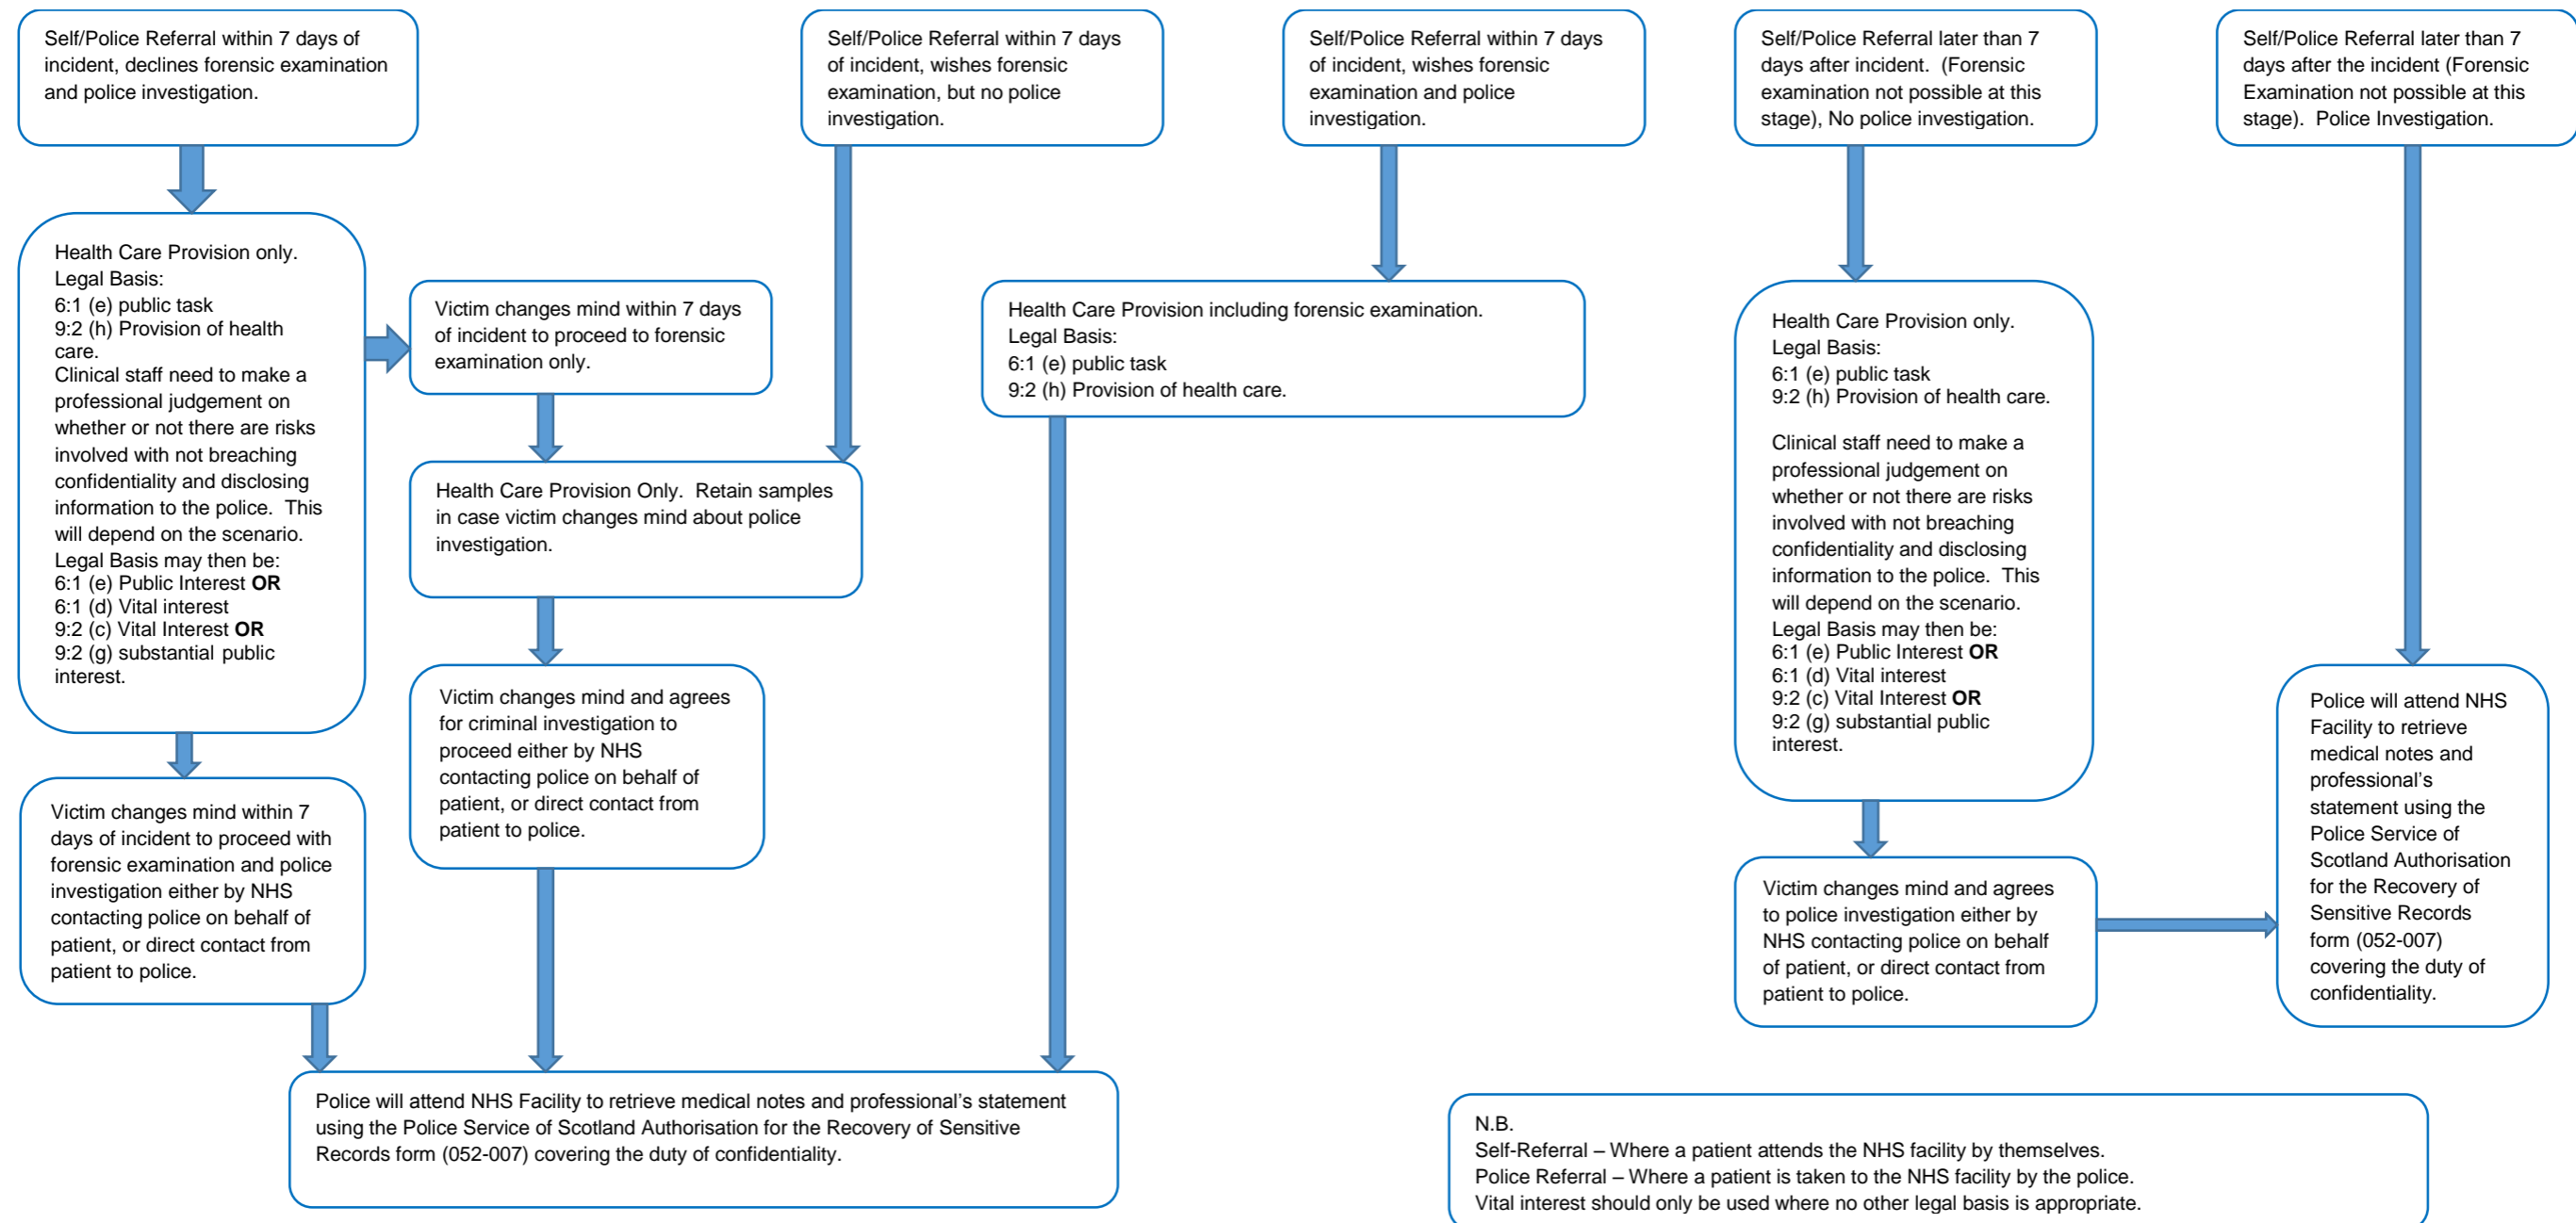 Self/Police Referral within 7 days of
incident, declines forensic examination
and police investigation.
Self/Police Referral within 7 days
of incident, wishes forensic
examination, but no police
investigation.
Self/Police Referral within 7 days
of incident, wishes forensic
examination and police
investigation.
Self/Police Referral later than 7
days after incident. (Forensic
examination not possible at this
stage), No police investigation.
Self/Police Referral later than 7
days after the incident (Forensic
Examination not possible at this
stage). Police Investigation.
Health Care Provision only.
Legal Basis:
6:1 (e) public task
9:2 (h) Provision of health
care.
Clinical staff need to make a
professional judgement on
whether or not there are risks
involved with not breaching
confidentiality and disclosing
information to the police. This
will depend on the scenario.
Legal Basis may then be:
6:1 (e) Public Interest OR
6:1 (d) Vital interest
9:2 (c) Vital Interest OR
9:2 (g) substantial public
interest.
Victim changes mind within 7 days
of incident to proceed to forensic
examination only.
Health Care Provision including forensic examination.
Legal Basis:
6:1 (e) public task
9:2 (h) Provision of health care.
Health Care Provision only.
Legal Basis:
6:1 (e) public task
9:2 (h) Provision of health care.
Clinical staff need to make a
professional judgement on
whether or not there are risks
involved with not breaching
confidentiality and disclosing
information to the police. This
will depend on the scenario.
Legal Basis may then be:
6:1 (e) Public Interest OR
6:1 (d) Vital interest
9:2 (c) Vital Interest OR
9:2 (g) substantial public
interest.
Health Care Provision Only. Retain samples
in case victim changes mind about police
investigation.
Victim changes mind and agrees
for criminal investigation to
proceed either by NHS
contacting police on behalf of
patient, or direct contact from
patient to police.
Police will attend NHS
Facility to retrieve
medical notes and
professional’s
statement using the
Police Service of
Scotland Authorisation
for the Recovery of
Sensitive Records
form (052-007)
covering the duty of
confidentiality.
Victim changes mind within 7
days of incident to proceed with
forensic examination and police
investigation either by NHS
contacting police on behalf of
patient, or direct contact from
patient to police.
Victim changes mind and agrees
to police investigation either by
NHS contacting police on behalf
of patient, or direct contact from
patient to police.
Police will attend NHS Facility to retrieve medical notes and professional’s statement
using the Police Service of Scotland Authorisation for the Recovery of Sensitive
Records form (052-007) covering the duty of confidentiality.
N.B.
Self-Referral – Where a patient attends the NHS facility by themselves.
Police Referral – Where a patient is taken to the NHS facility by the police.
Vital interest should only be used where no other legal basis is appropriate.